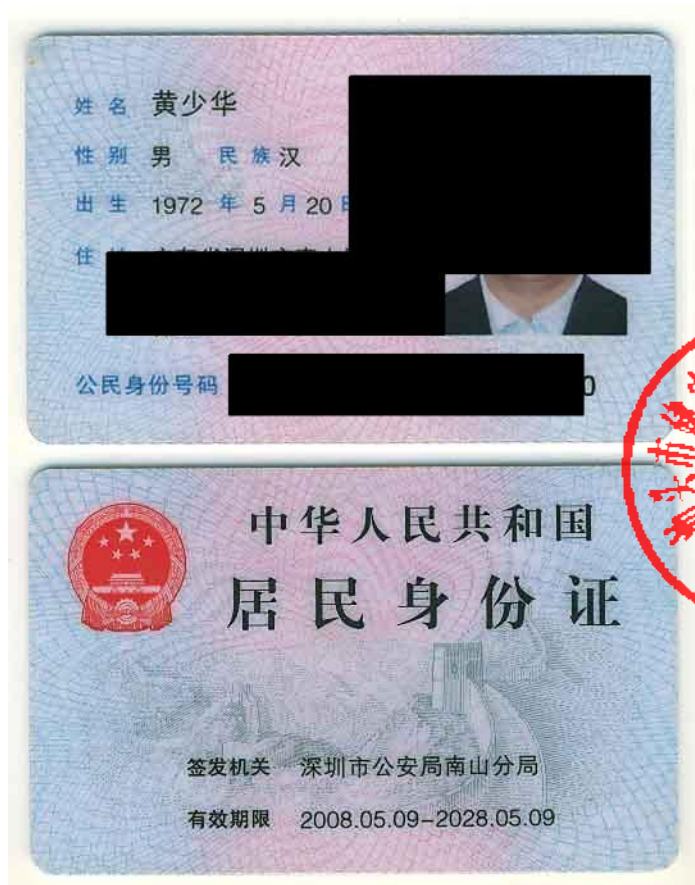 姓名 黄少华
性别 男 民族 汉
出生 1972 年 5 月 20 日
住
公民身份号码 0
中华人民共和国
居民身份证
签发机关 深圳市公安局南山分局
有效期限 2008.05.09-2028.05.09